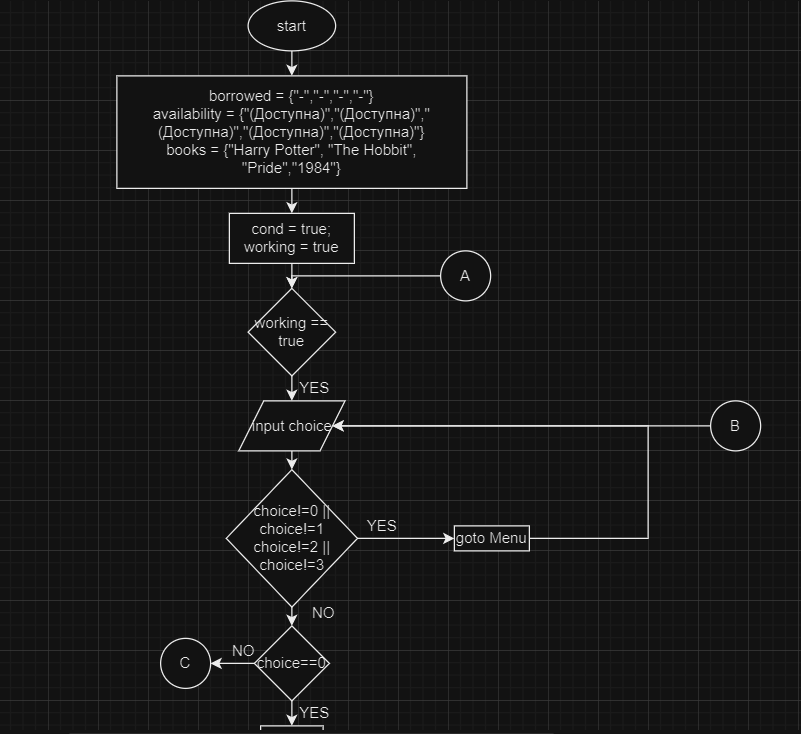 start
borrowed = {"-","-","-","-"}
availability = {"(Доступна)","(Доступна)","
(Доступна)","(Доступна)","(Доступна)"}
books = {"Harry Potter", "The Hobbit",
"Pride","1984"}
cond = true;
working = true
A
working ==
true
YES
input choice
B
choice!=0 ||
choice!=1
choice!=2 ||
choice!=3
YES
goto Menu
NO
C
NO
choice==0
YES